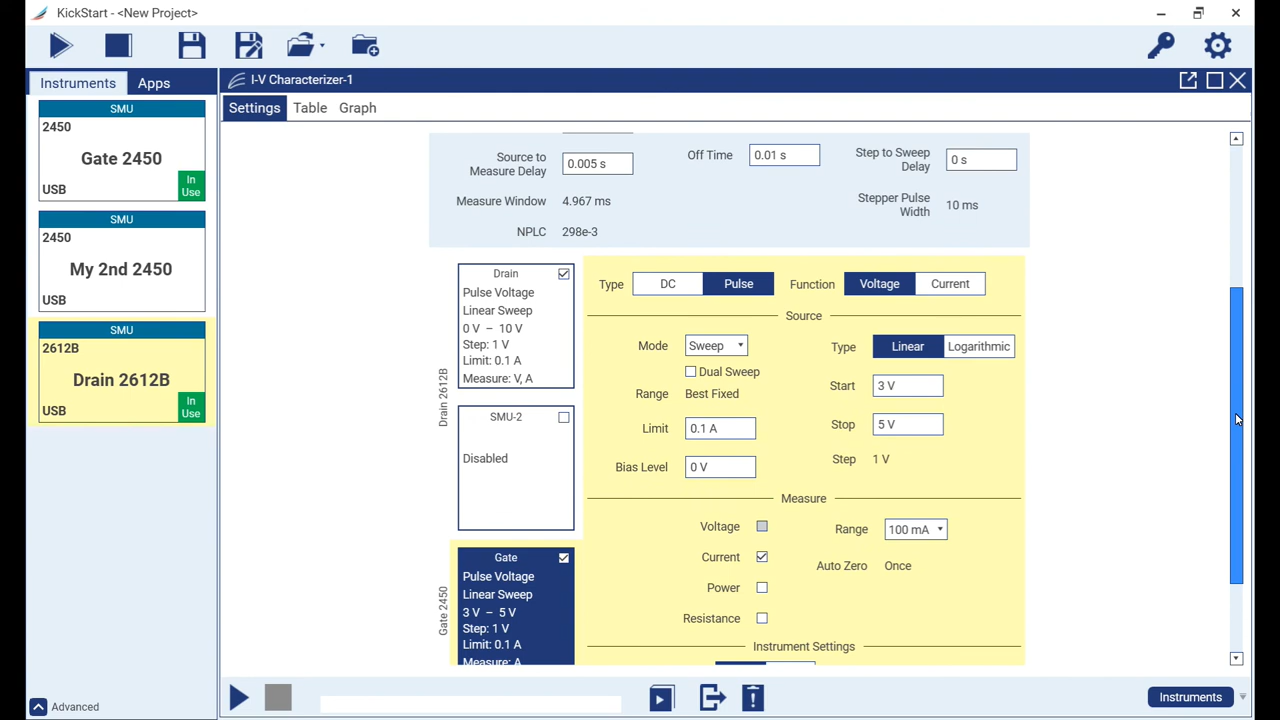 KickStart - <New Project>
Instruments
Apps
SMU
2450
Gate 2450
USB
In
Use
SMU
2450
My 2nd 2450
USB
SMU
2612B
Drain 2612B
USB
In
Use
Advanced
I-V Characterizer-1
Settings
Table
Graph
Source to
Measure Delay
0.005 s
Off Time
0.01 s
Step to Sweep
Delay
0 s
Measure Window
4.967 ms
Stepper Pulse
Width
10 ms
NPLC
298e-3
Drain 2612B
Drain
Pulse Voltage
Linear Sweep
0 V – 10 V
Step: 1 V
Limit: 0.1 A
Measure: V, A
SMU-2
Disabled
Gate 2450
Gate
Pulse Voltage
Linear Sweep
3 V – 5 V
Step: 1 V
Limit: 0.1 A
Measure: A
Type
DC
Pulse
Function
Voltage
Current
Source
Mode
Sweep
Type
Linear
Logarithmic
Dual Sweep
Range
Best Fixed
Start
3 V
Limit
0.1 A
Stop
5 V
Bias Level
0 V
Step
1 V
Measure
Voltage
Range
100 mA
Current
Auto Zero
Once
Power
Resistance
Instrument Settings
Instruments